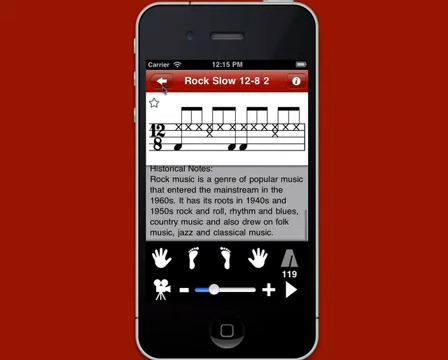 Carrier 12:15 PM
Rock Slow 12-8 2
12
8
Historical Notes:
Rock music is a genre of popular music
that entered the mainstream in the
1960s. It has its roots in 1940s and
1950s rock and roll, rhythm and blues,
country music and also drew on folk
music, jazz and classical music.
119